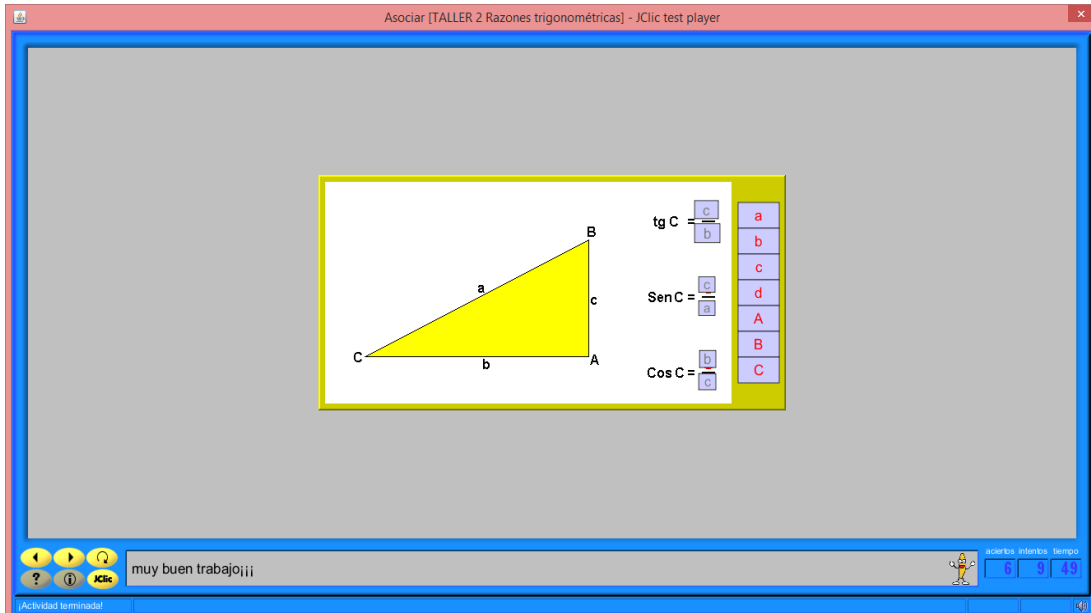 Asociar [TALLER 2 Razones trigonométricas] - JClic test player
B
a
c
C
b
A
tg C = c
b
Sen C = c
a
Cos C = b
c
a
b
c
d
A
B
C
JClic
muy buen trabajo¡¡¡
aciertos intentos tiempo
6 9 49
¡Actividad terminada!